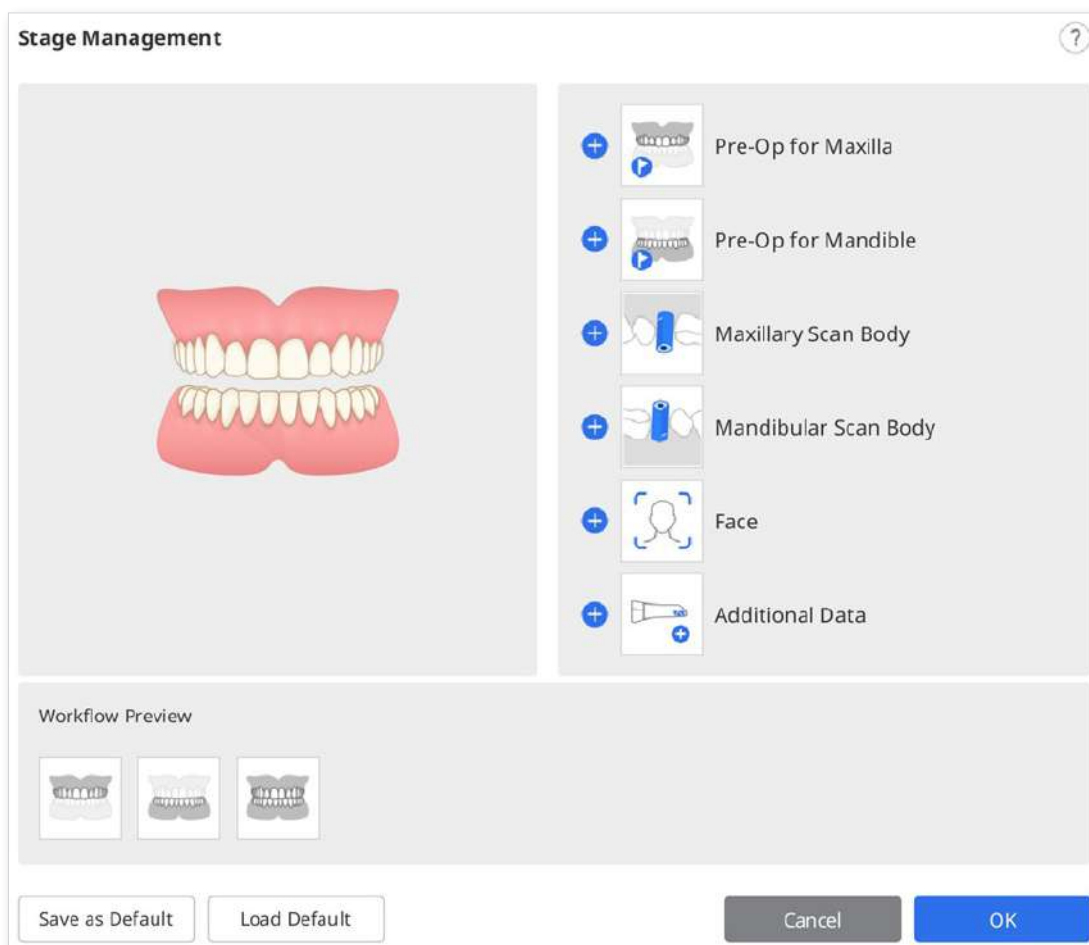 Stage Management
?
Pre-Op for Maxilla
Pre-Op for Mandible
Maxillary Scan Body
Mandibular Scan Body
Face
Additional Data
Workflow Preview
Save as Default
Load Default
Cancel
OK